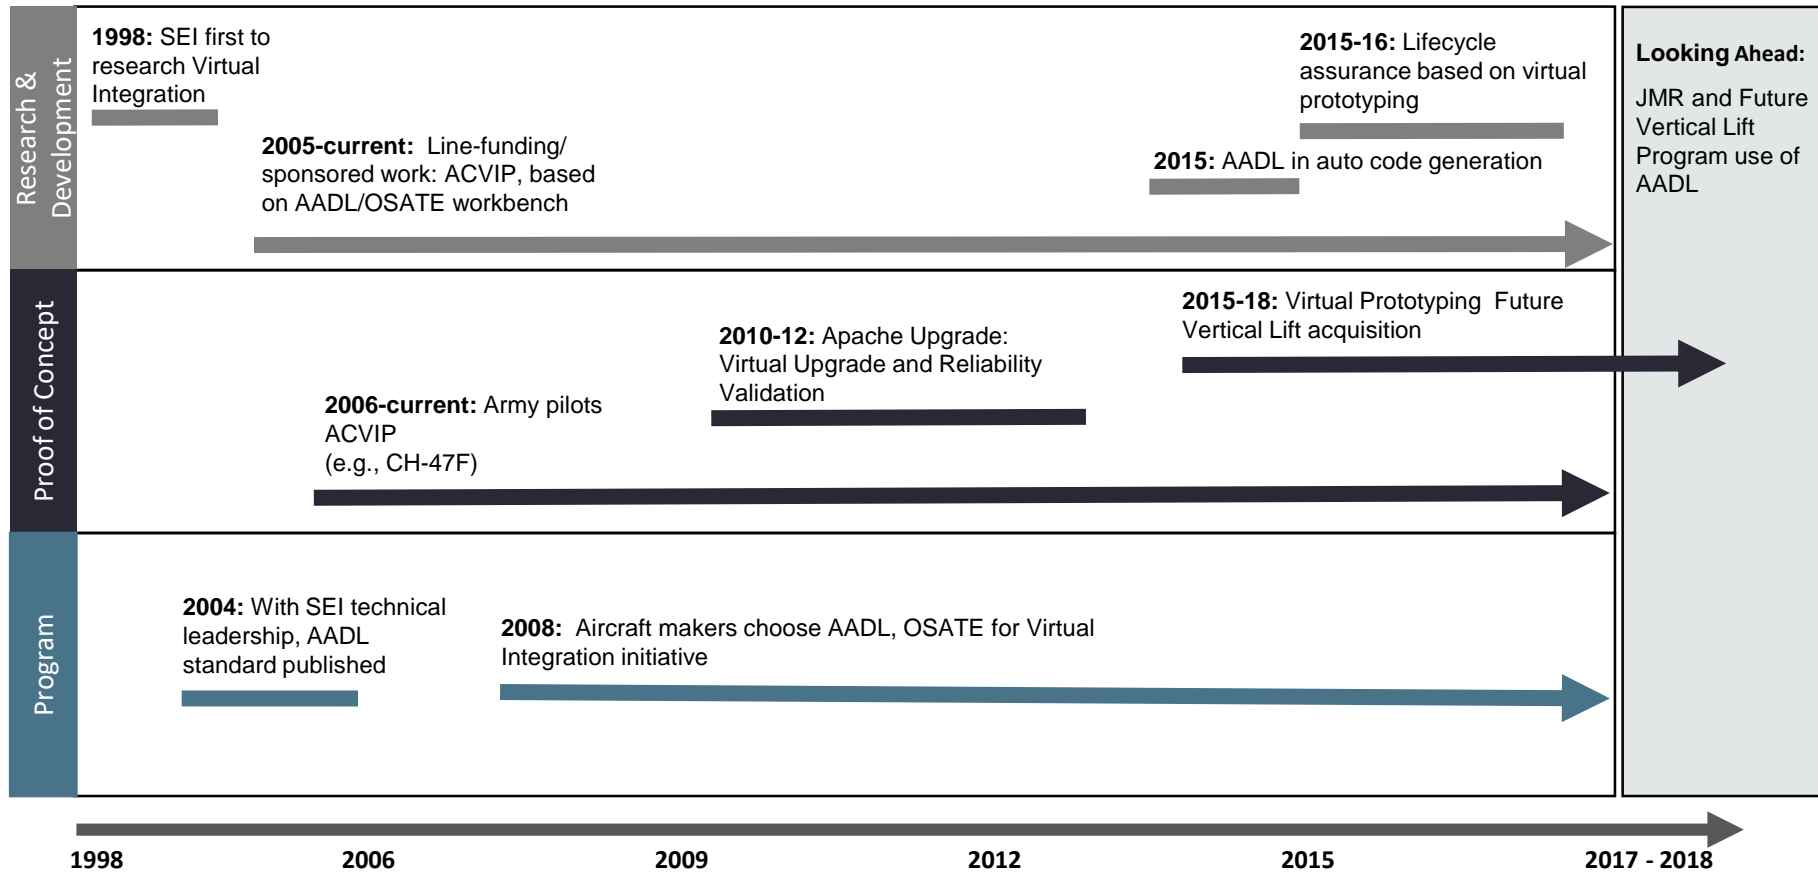 Research &
Development
1998: SEI first to
research Virtual
Integration
2005-current:  Line-funding/
sponsored work: ACVIP, based
on AADL/OSATE workbench
2015-16: Lifecycle
assurance based on virtual
prototyping
2015: AADL in auto code generation
Looking Ahead:
JMR and Future
Vertical Lift
Program use of
AADL
Proof of Concept
2006-current: Army pilots
ACVIP
(e.g., CH-47F)
2010-12: Apache Upgrade:
Virtual Upgrade and Reliability
Validation
2015-18: Virtual Prototyping  Future
Vertical Lift acquisition
Program
2004: With SEI technical
leadership, AADL
standard published
2008:  Aircraft makers choose AADL, OSATE for Virtual
Integration initiative
1998 2006 2009 2012 2015 2017 - 2018